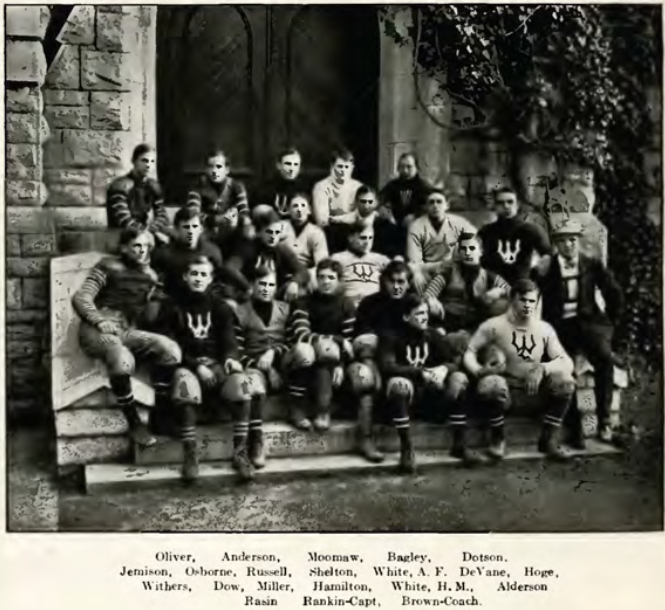 Oliver, Anderson, Moomaw, Bagley, Dotson.
Jemison, Osborne, Russell, Shelton, White, A. F. DeVane, Hoge,
Withers, Dow, Miller, Hamilton, White, H. M., Alderson
Rasin Rankin-Capt, Brown-Coach.